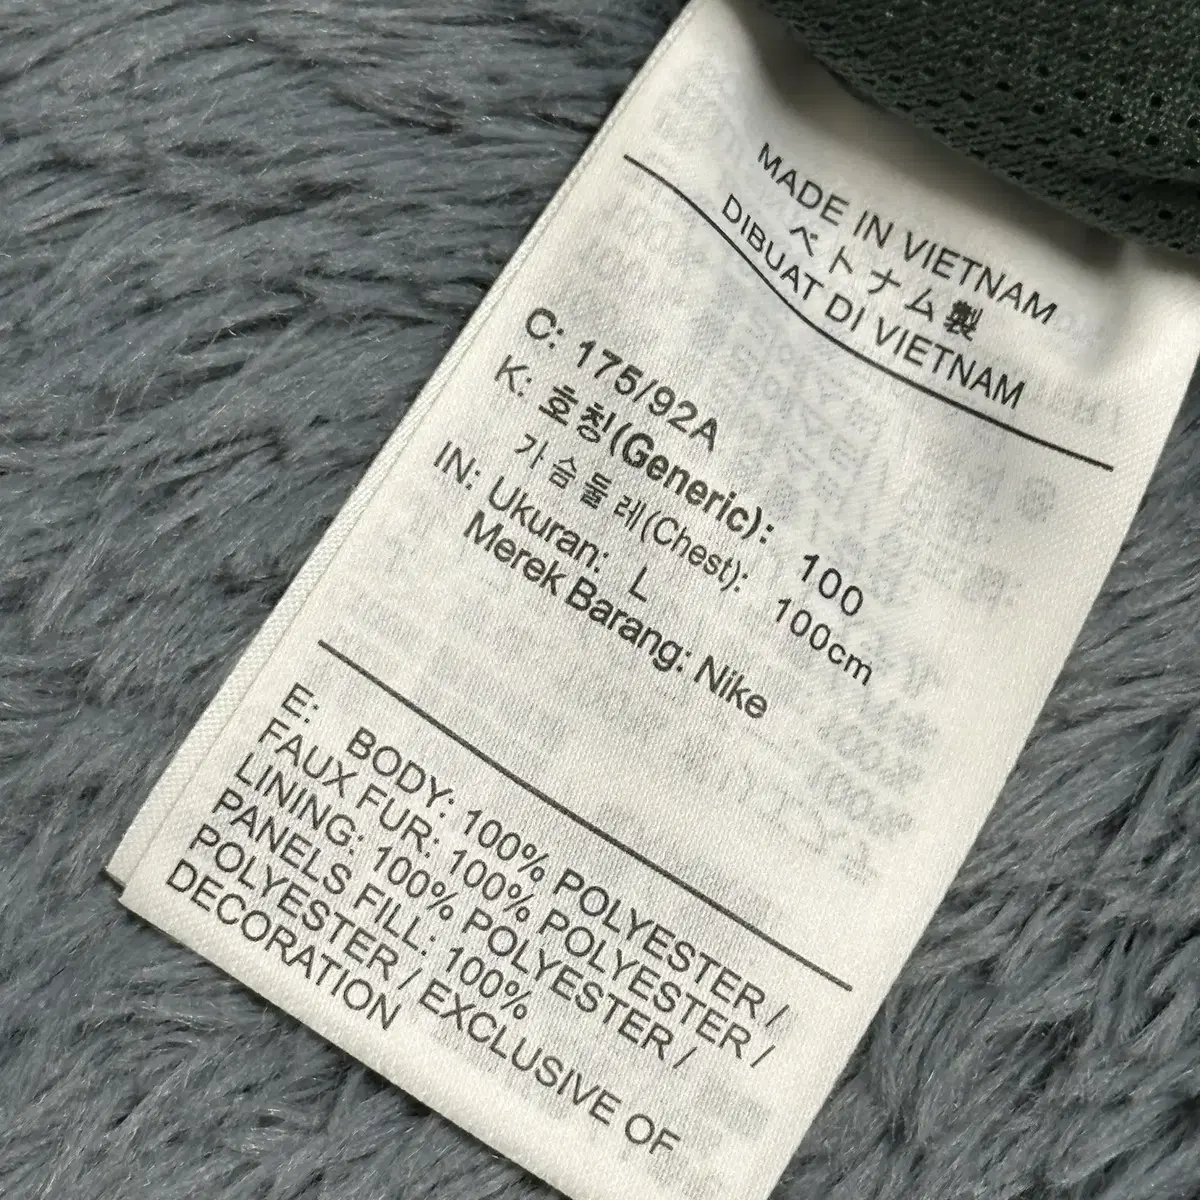 MADE IN VIETNAM
ベトナム製
DIBUAT DI VIETNAM
C: 175/92A
K: 호칭(Generic): 100
가슴둘레(Chest): 100cm
IN: Ukuran: L
Merek Barang: Nike
E: BODY: 100% POLYESTER /
FAUX FUR: 100% POLYESTER /
LINING: 100% POLYESTER /
PANELS FILL: 100%
POLYESTER / EXCLUSIVE OF
DECORATION